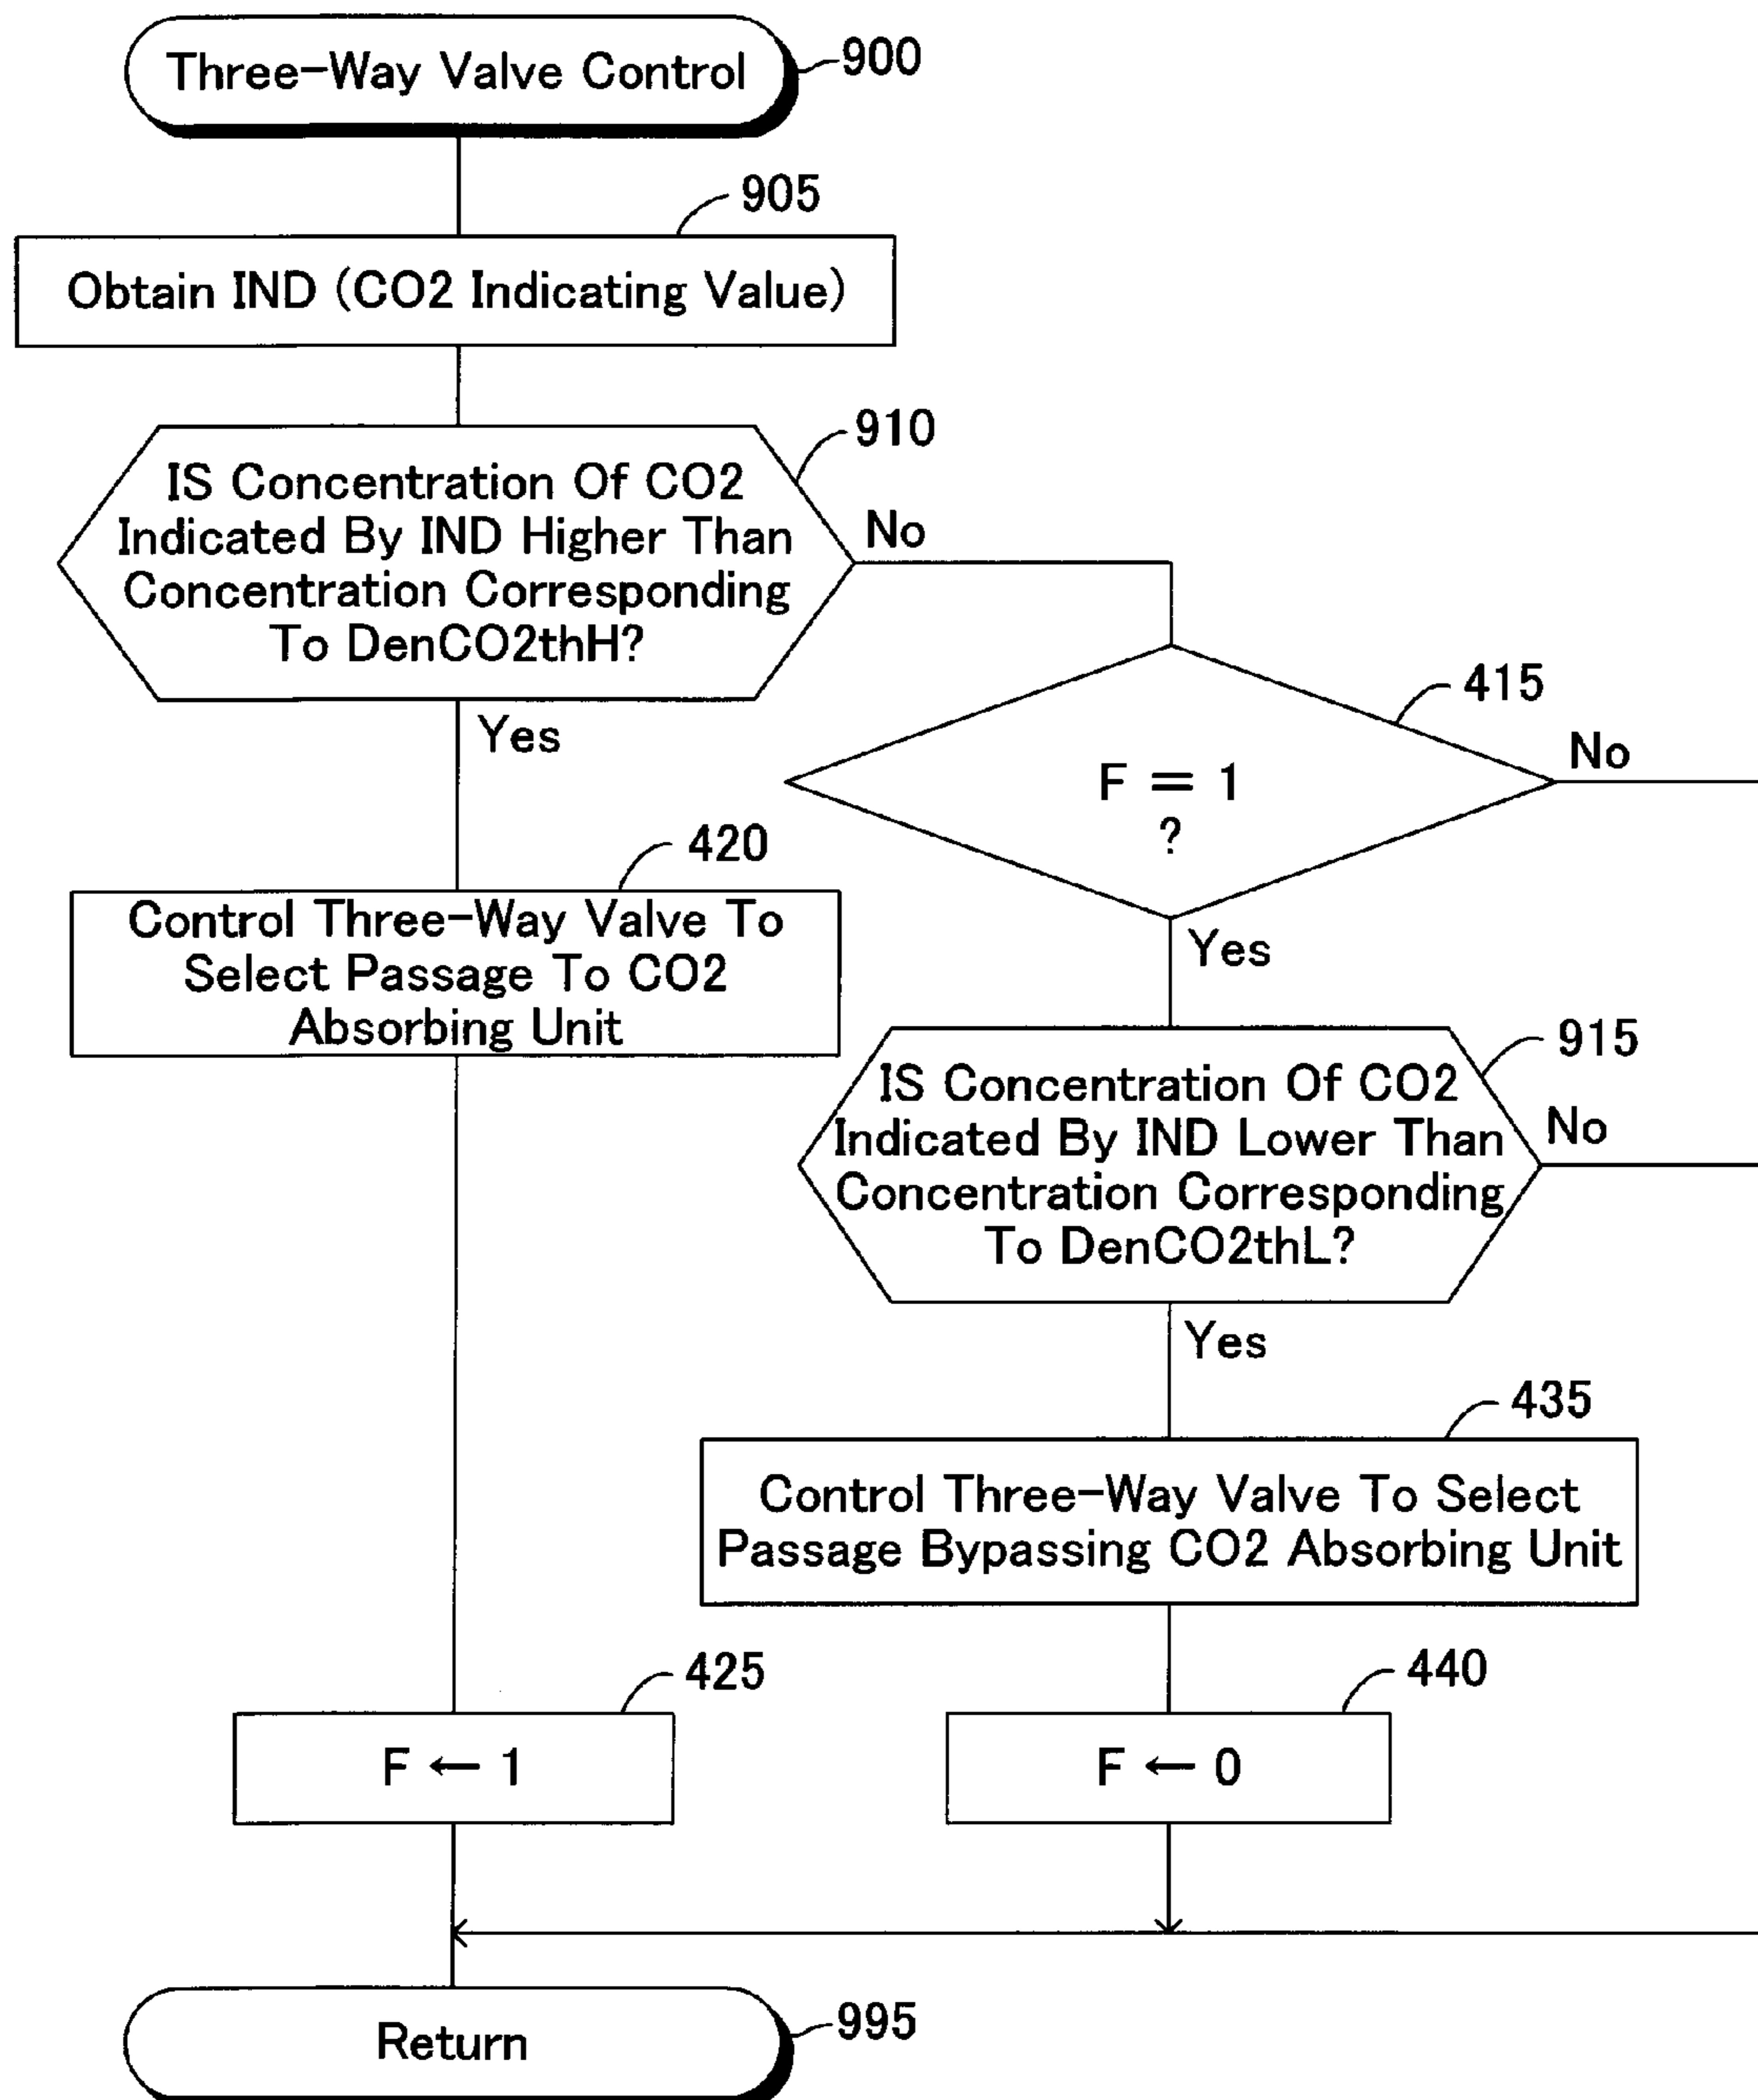 Three-Way Valve Control
900
905
Obtain IND (CO2 Indicating Value)
910
IS Concentration Of CO2
Indicated By IND Higher Than
Concentration Corresponding
To DenCO2thH?
No
Yes
415
F = 1
?
No
Yes
420
Control Three-Way Valve To
Select Passage To CO2
Absorbing Unit
915
IS Concentration Of CO2
Indicated By IND Lower Than
Concentration Corresponding
To DenCO2thL?
No
Yes
435
Control Three-Way Valve To Select
Passage Bypassing CO2 Absorbing Unit
425
F ← 1
440
F ← 0
Return
995